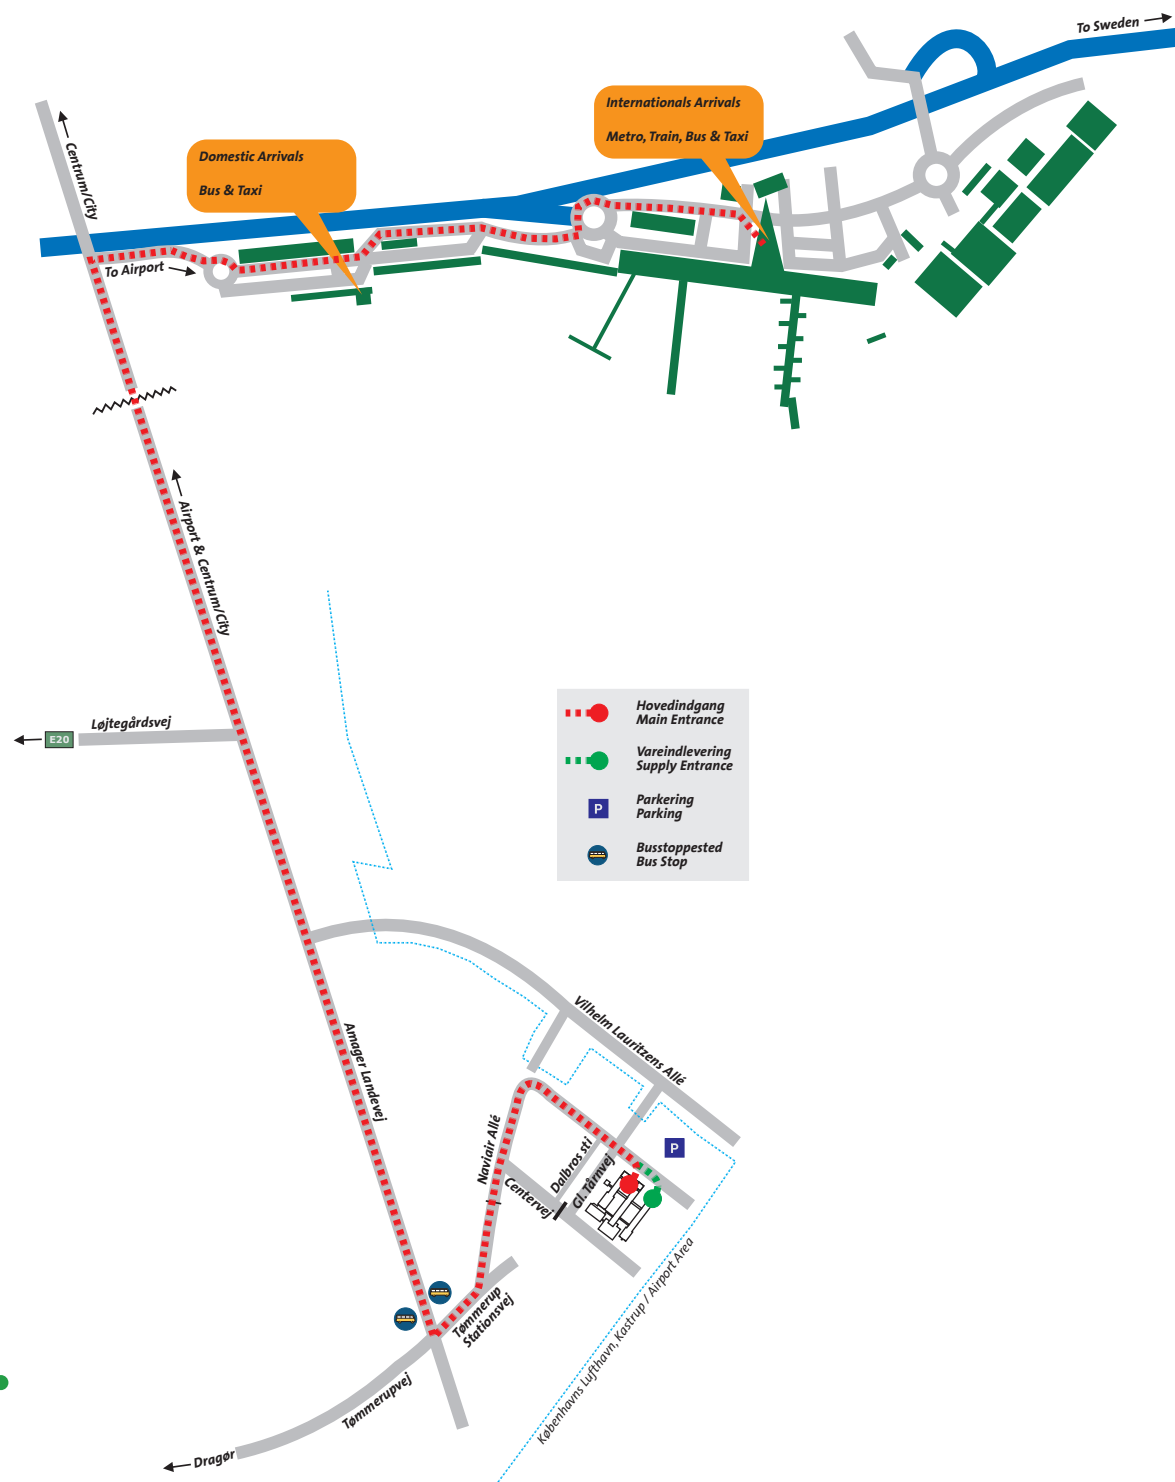 To Sweden
Internationals Arrivals
Metro, Train, Bus & Taxi
Domestic Arrivals
Bus & Taxi
Centrum/City
To Airport
Airport & Centrum/City
E20
Løjtegårdsvej
Hovedindgang
Main Entrance
Vareindlevering
Supply Entrance
P
Parkering
Parking
Busstoppested
Bus Stop
Vilhelm Lauritzens Allé
Amager Landevej
Naviair Allé
Dalbros sti
Gl. Tårnvej
P
Centervej
Tømmerup
Stationsvej
Københavns Lufthavn, Kastrup / Airport Area
Tømmerupvej
Dragør